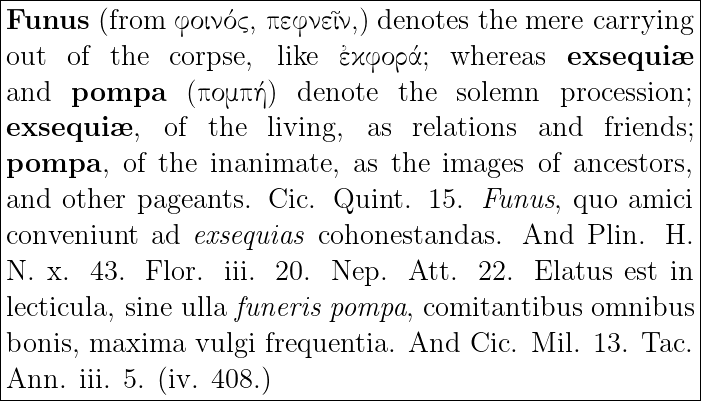 Funus (from φοινός, πεφνεῖν,) denotes the mere carrying
out of the corpse, like ἐκφορά; whereas exsequiæ
and pompa (πομπή) denote the solemn procession;
exsequiæ, of the living, as relations and friends;
pompa, of the inanimate, as the images of ancestors,
and other pageants. Cic. Quint. 15. Funus, quo amici
conveniunt ad exsequias cohonestandas. And Plin. H.
N. x. 43. Flor. iii. 20. Nep. Att. 22. Elatus est in
lecticula, sine ulla funeris pompa, comitantibus omnibus
bonis, maxima vulgi frequentia. And Cic. Mil. 13. Tac.
Ann. iii. 5. (iv. 408.)